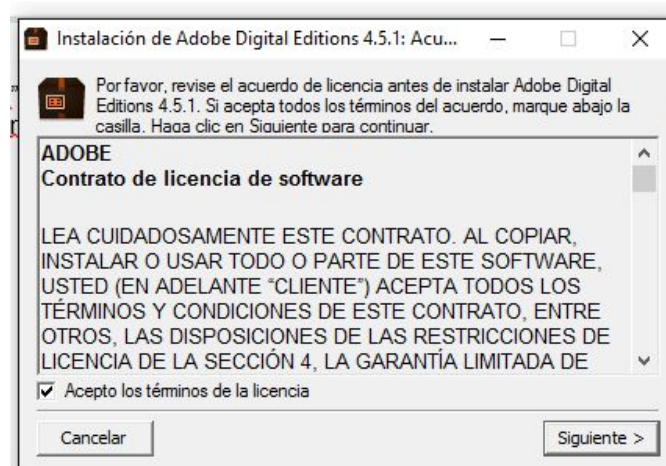 Instalación de Adobe Digital Editions 4.5.1: Acu...
Por favor, revise el acuerdo de licencia antes de instalar Adobe Digital
Editions 4.5.1. Si acepta todos los términos del acuerdo, marque abajo la
casilla. Haga clic en Siguiente para continuar.
ADOBE
Contrato de licencia de software
LEA CUIDADOSAMENTE ESTE CONTRATO. AL COPIAR,
INSTALAR O USAR TODO O PARTE DE ESTE SOFTWARE,
USTED (EN ADELANTE “CLIENTE”) ACEPTA TODOS LOS
TÉRMINOS Y CONDICIONES DE ESTE CONTRATO, ENTRE
OTROS, LAS DISPOSICIONES DE LAS RESTRICCIONES DE
LICENCIA DE LA SECCIÓN 4, LA GARANTÍA LIMITADA DE
Acepto los términos de la licencia
Cancelar
Siguiente >